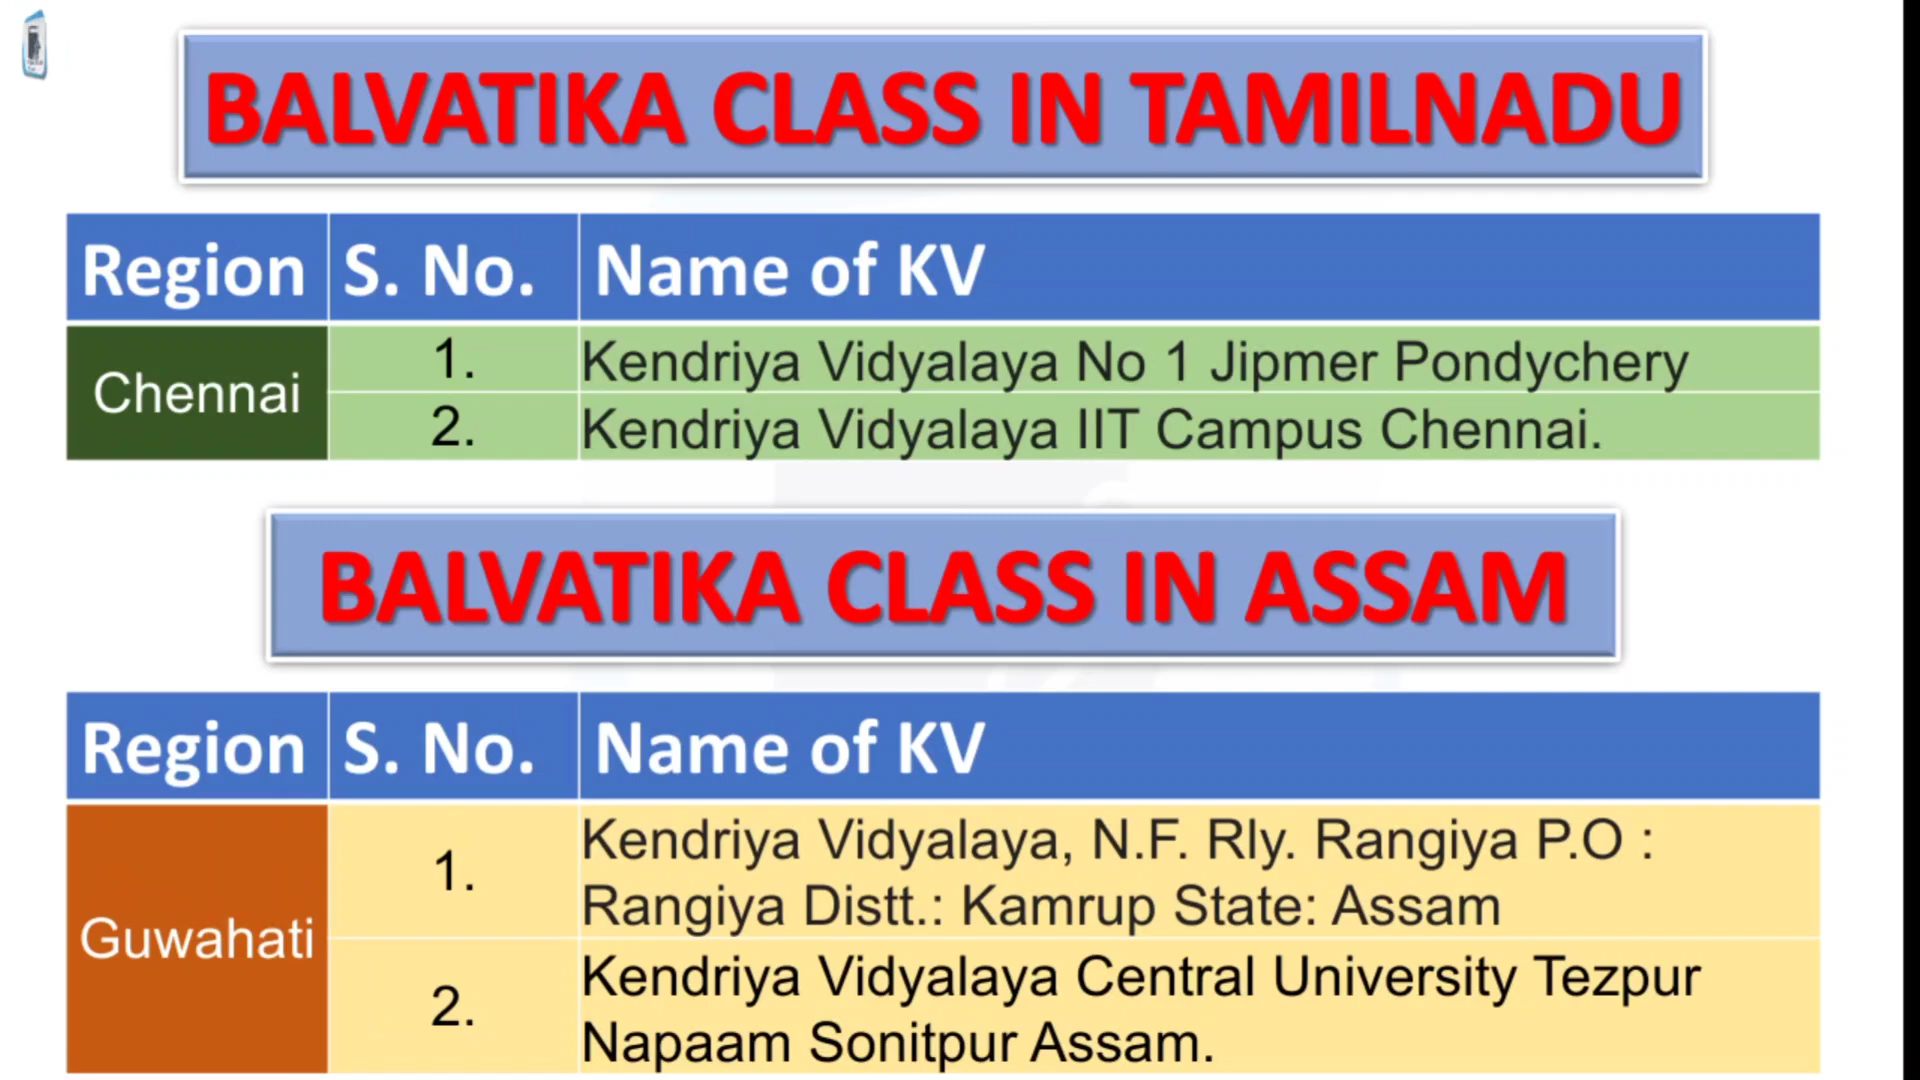 BALVATIKA CLASS IN TAMILNADU
Region S. No. Name of KV
Chennai
1. Kendriya Vidyalaya No 1 Jipmer Pondychery
2. Kendriya Vidyalaya IIT Campus Chennai.
BALVATIKA CLASS IN ASSAM
Region S. No. Name of KV
Guwahati
1. Kendriya Vidyalaya, N.F. Rly. Rangiya P.O :
Rangiya Distt.: Kamrup State: Assam
2. Kendriya Vidyalaya Central University Tezpur
Napaam Sonitpur Assam.